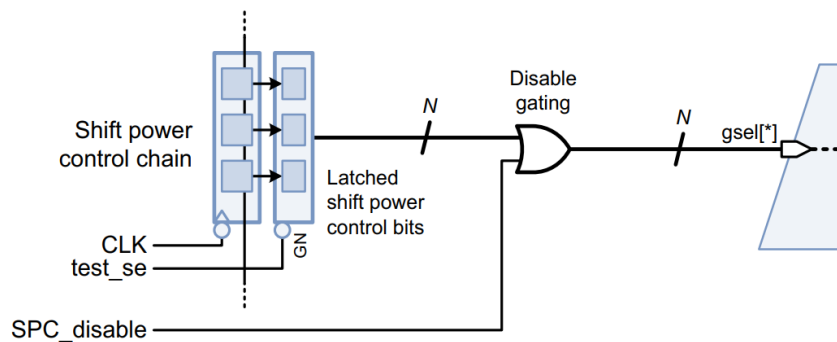 Shift power
control chain
CLK
test_se
GN
Latched
shift power
control bits
SPC_disable
N
Disable
gating
N
gsel[*]